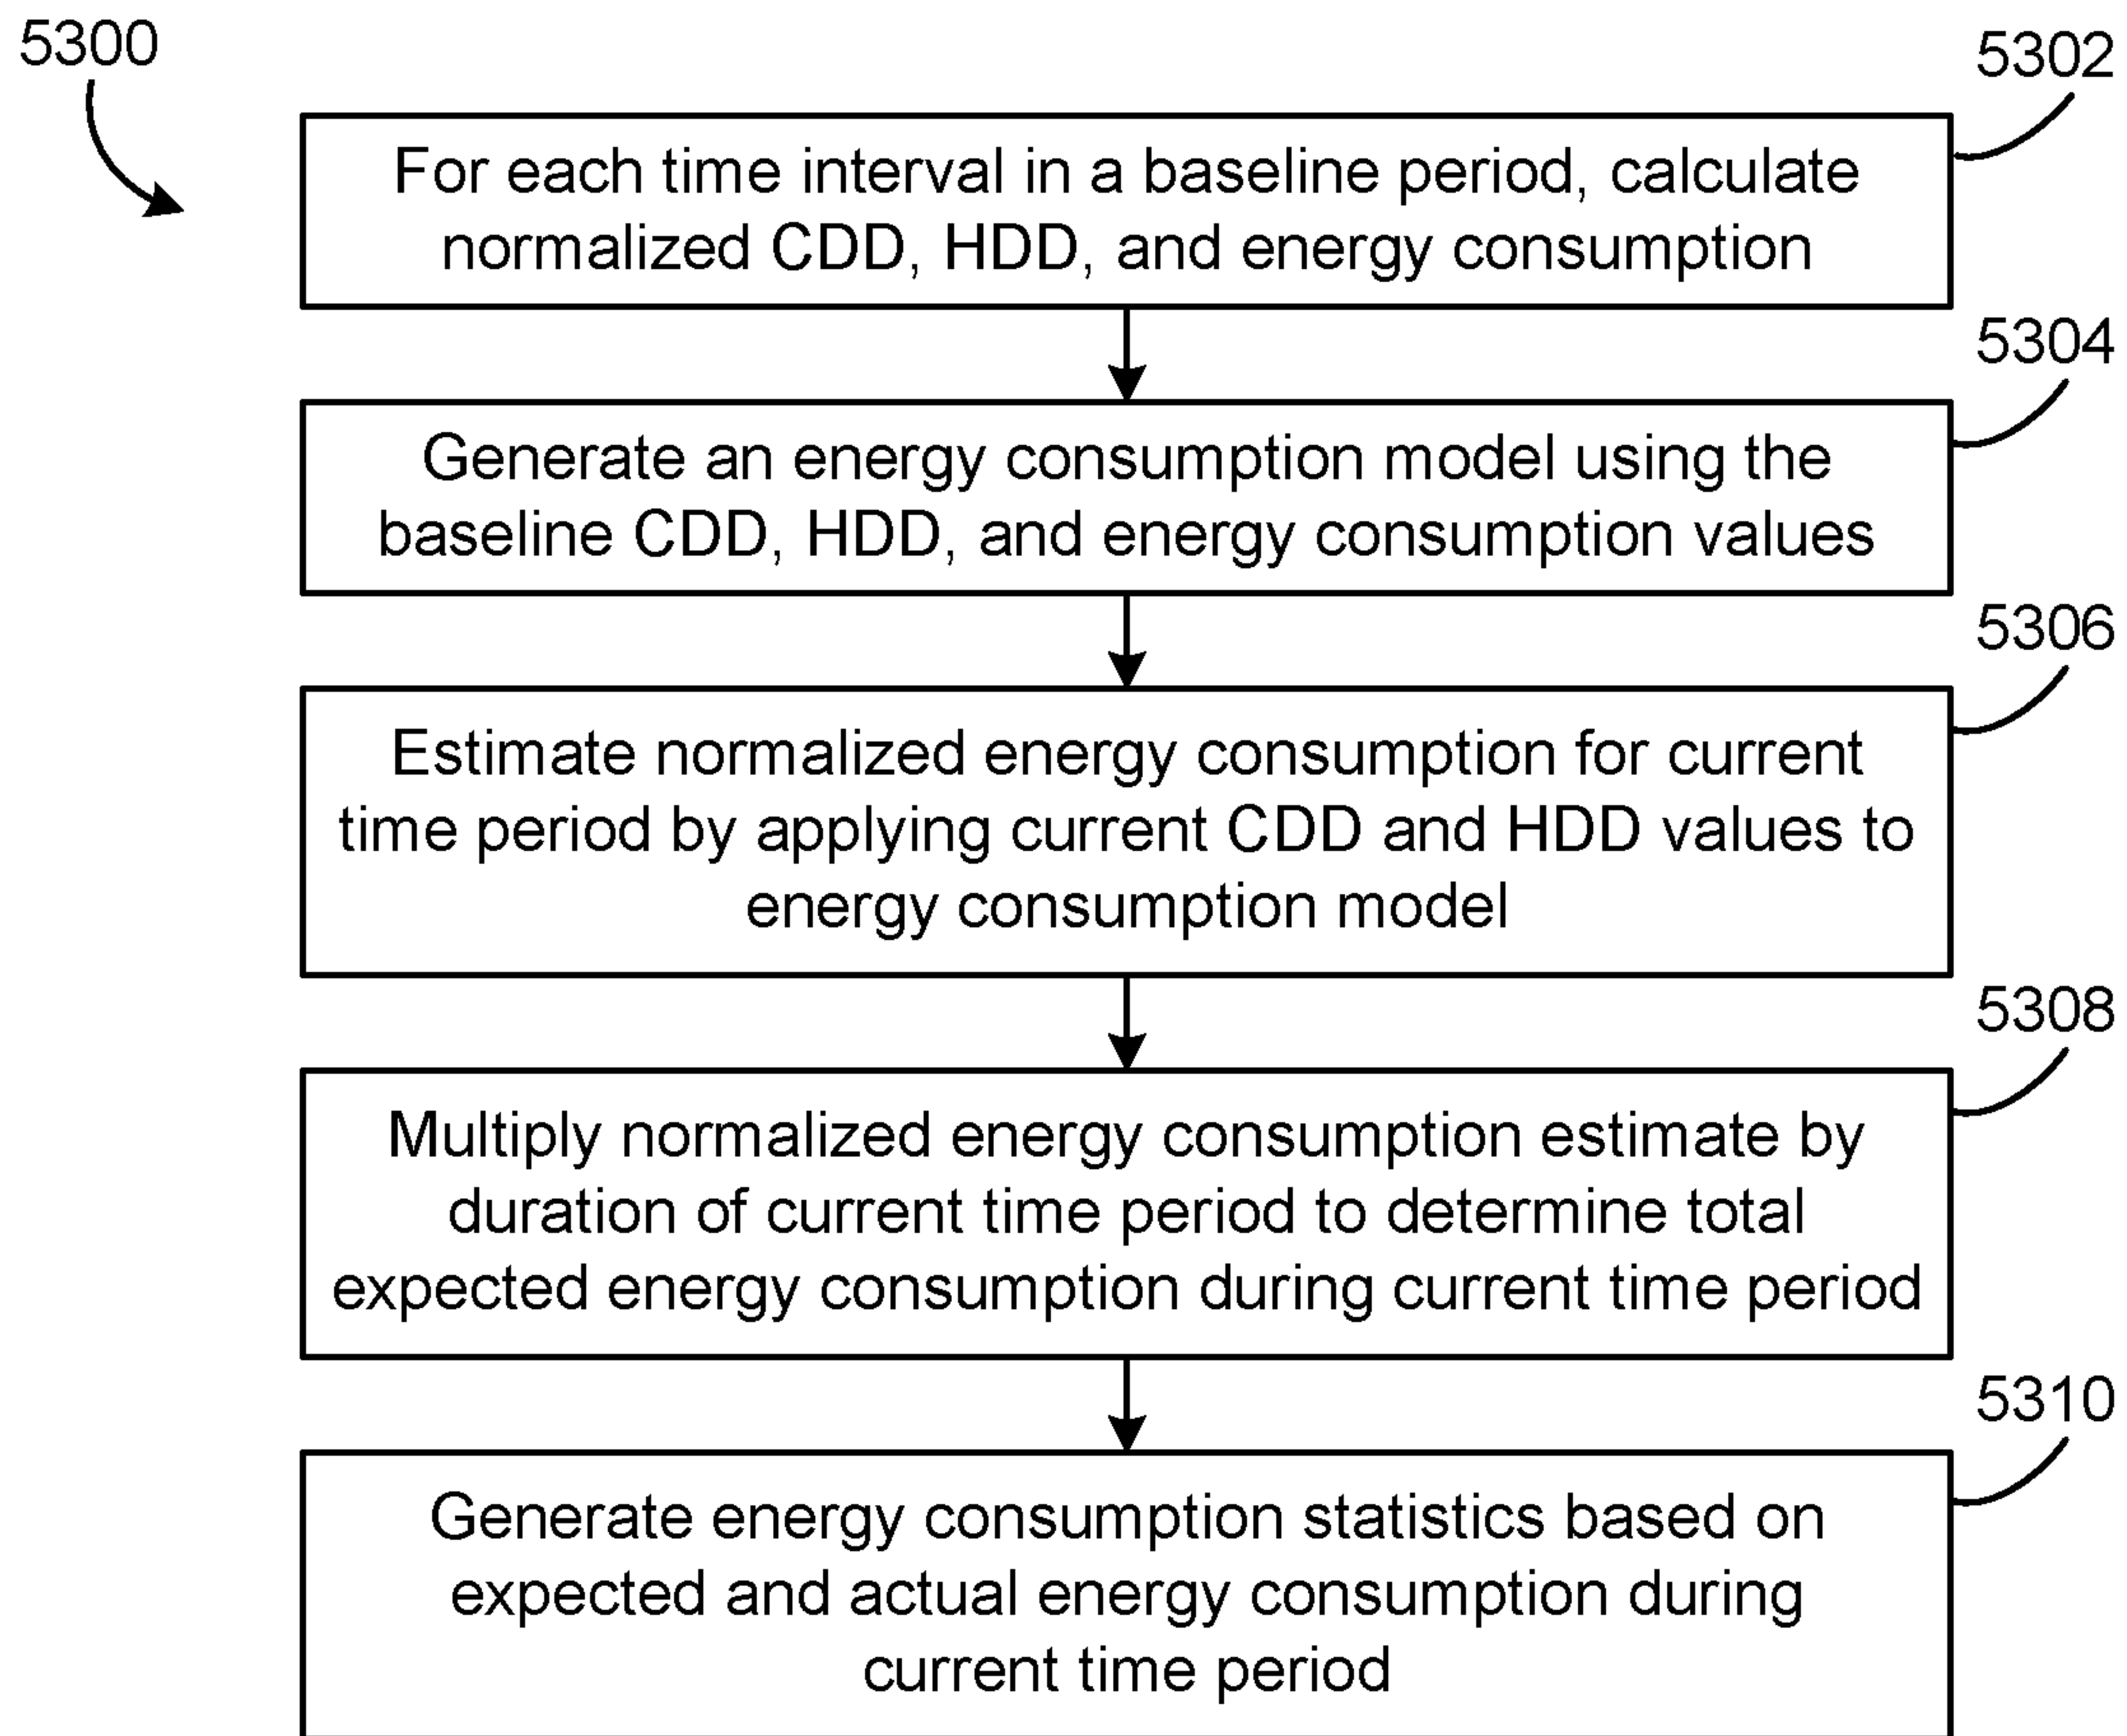 5300
5302
For each time interval in a baseline period, calculate
normalized CDD, HDD, and energy consumption
5304
Generate an energy consumption model using the
baseline CDD, HDD, and energy consumption values
5306
Estimate normalized energy consumption for current
time period by applying current CDD and HDD values to
energy consumption model
5308
Multiply normalized energy consumption estimate by
duration of current time period to determine total
expected energy consumption during current time period
5310
Generate energy consumption statistics based on
expected and actual energy consumption during
current time period